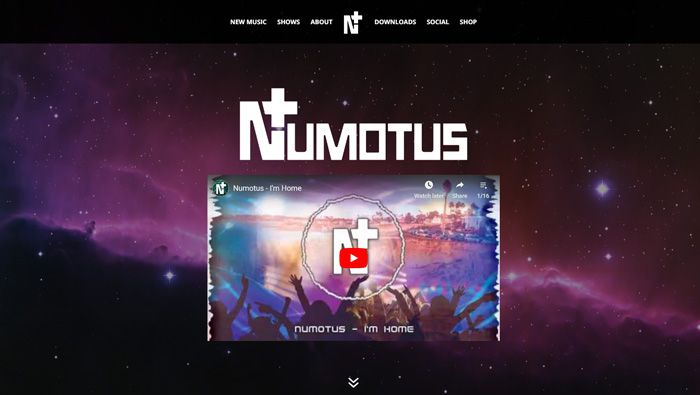 NEW MUSIC SHOWS ABOUT N DOWNLOADS SOCIAL SHOP
NUMOTUS
N Numotus - I'm Home Watch later Share 1/16
N
NUMOTUS - I'M HOME